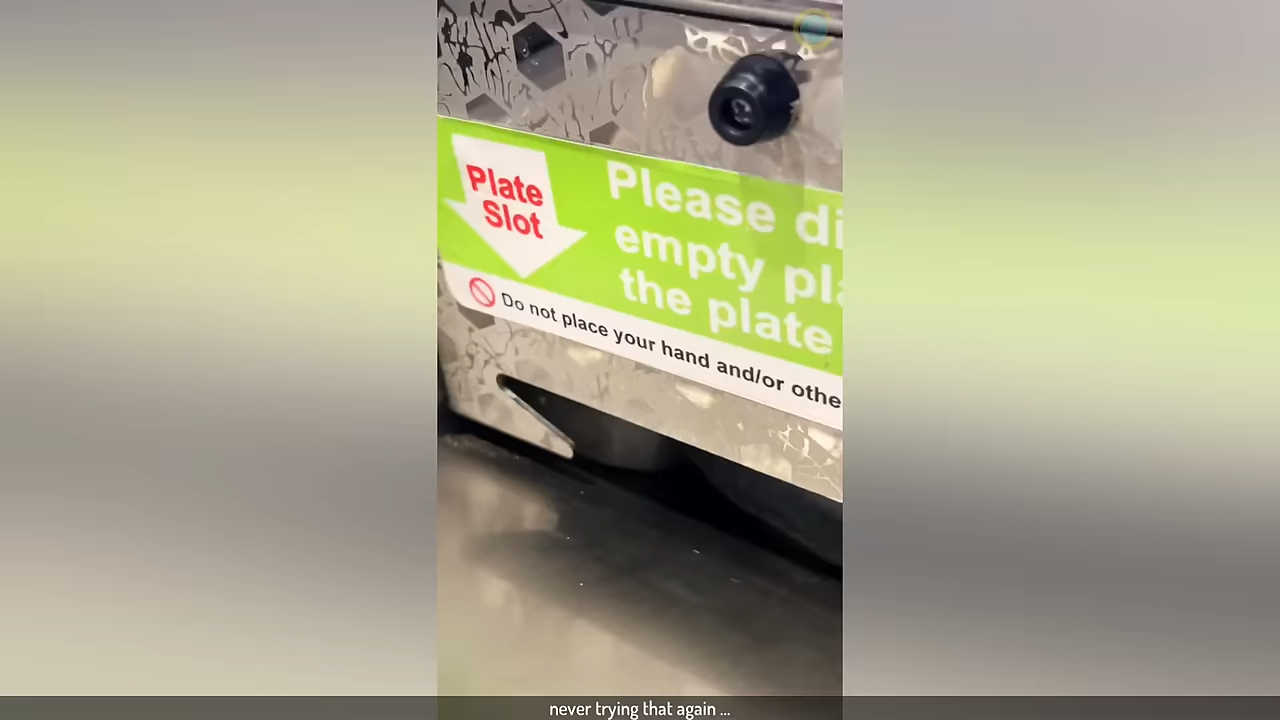 Plate
Slot
Please
empty
the plate
Do not place your hand and/or
never trying that again ...